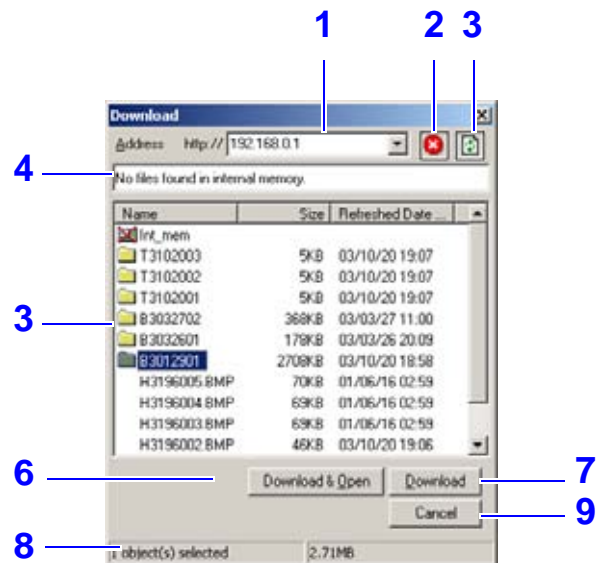 1 2 3
Download
Address http:// 192.168.0.1
4
No files found in internal memory.
Name Size Refreshed Date ...
Int_mem
T3102003 5KB 03/10/20 19:07
T3102002 5KB 03/10/20 19:07
T3102001 5KB 03/10/20 19:07
3 B3032702 368KB 03/03/27 11:00
B3032601 178KB 03/03/26 20:09
B3012901 2708KB 03/10/20 18:58
H3196005.BMP 70KB 01/06/16 02:59
H3196004.BMP 69KB 01/06/16 02:59
H3196003.BMP 69KB 01/06/16 02:59
H3196002.BMP 46KB 03/10/20 19:06
6 Download & Open Download 7
Cancel 9
8 1 object(s) selected 2.71MB